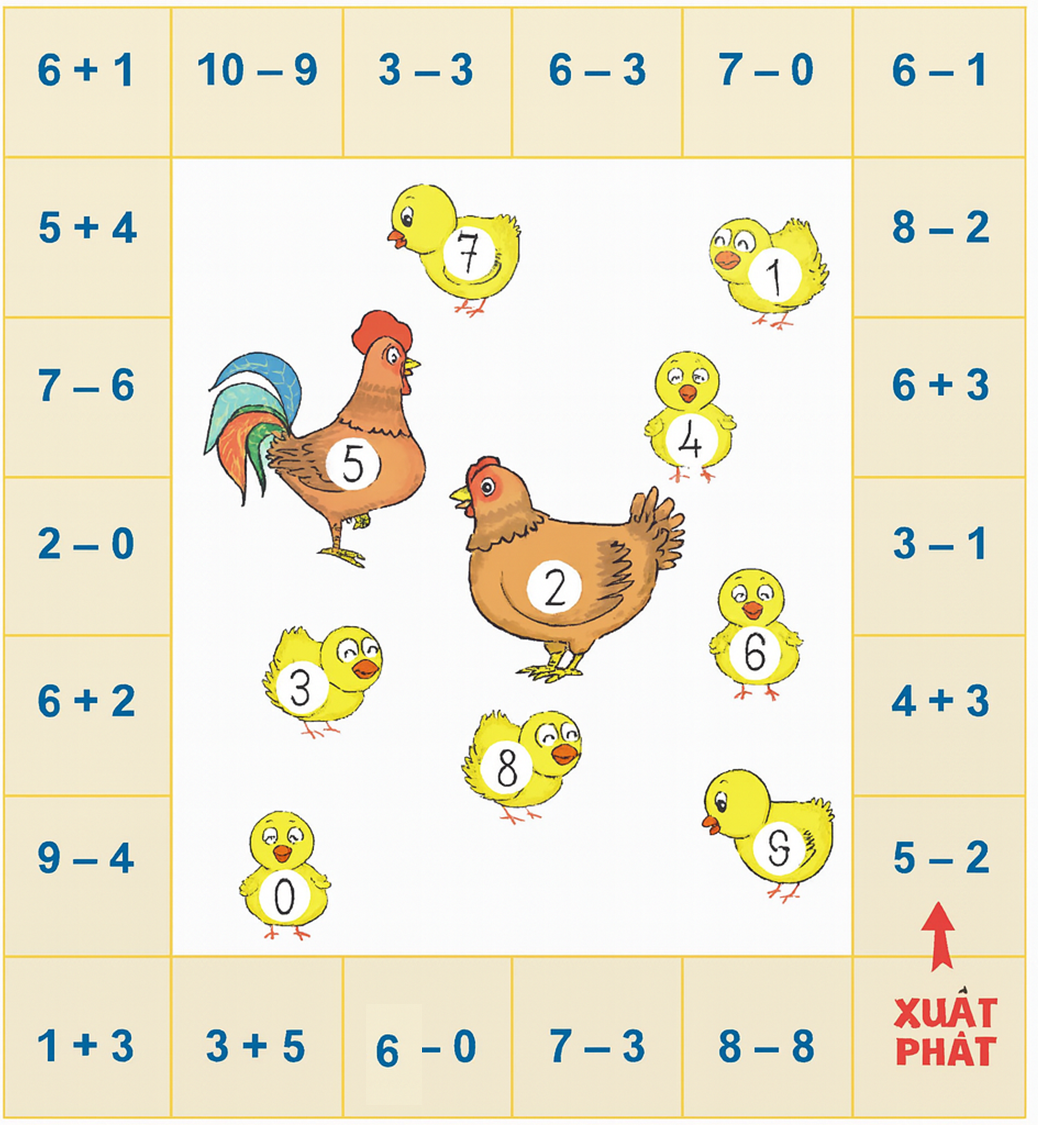 6 + 1
10 – 9
3 – 3
6 – 3
7 – 0
6 – 1
5 + 4
7
1
8 – 2
7 – 6
5
4
6 + 3
2 – 0
2
3 – 1
6 + 2
3
6
4 + 3
8
9 – 4
0
5 – 2
1 + 3
3 + 5
6 – 0
7 – 3
8 – 8
XUẤT
PHÁT